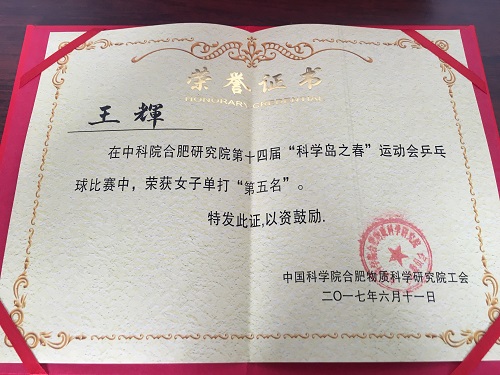 荣誉证书
HONORARY CREDENTIAL
王輝
在中科院合肥研究院第十四届“科学岛之春”运动会乒乓
球比赛中，荣获女子单打“第五名”。
特发此证,以资鼓励.
中国科学院合肥物质科学研究院工会
二〇一七年六月十一日